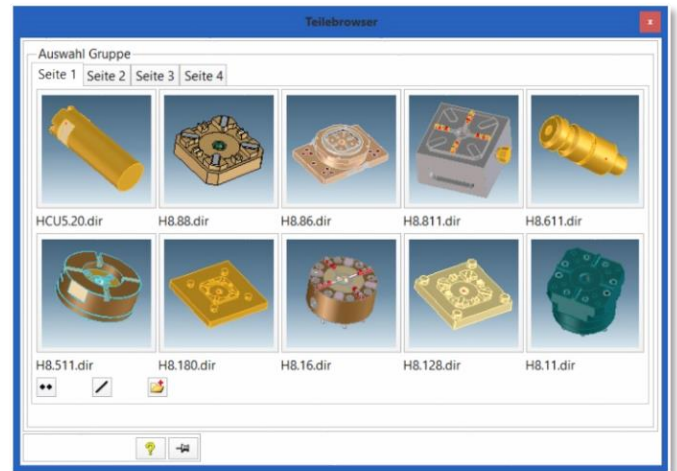 Teilebrowser
x
Auswahl Gruppe
Seite 1 Seite 2 Seite 3 Seite 4
HCU5.20.dir H8.88.dir H8.86.dir H8.811.dir H8.611.dir
H8.511.dir H8.180.dir H8.16.dir H8.128.dir H8.11.dir
?